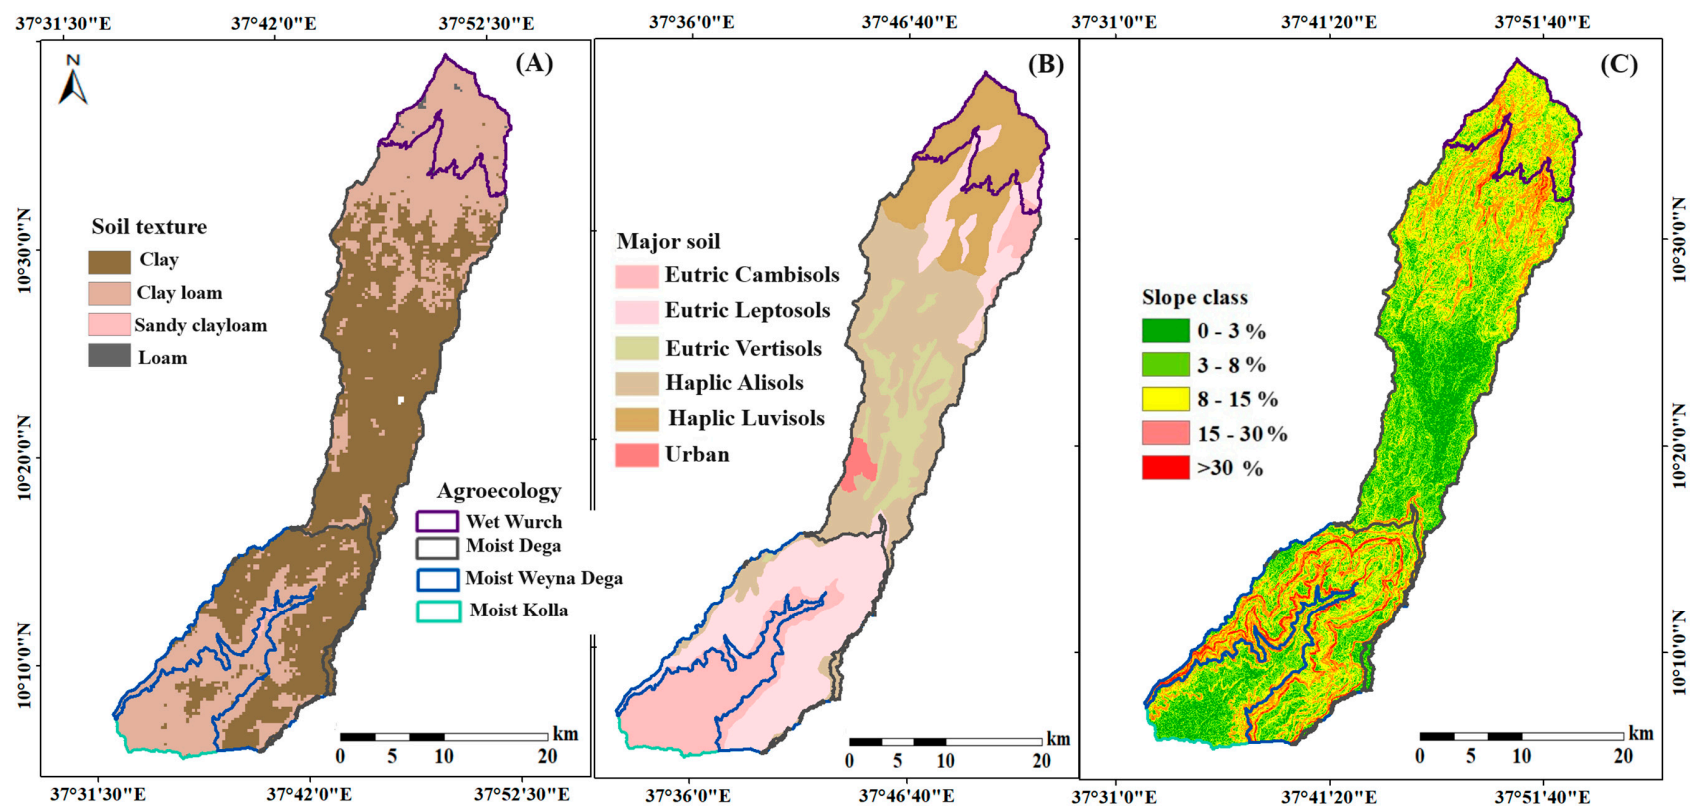 37°31'30"E
37°42'0"E
37°52'30"E
37°36'0"E
37°46'40"E
37°31'0"E
37°41'20"E
37°51'40"E
N
(A)
(B)
(C)
10°30'0"N
10°20'0"N
10°10'0"N
Soil texture
Clay
Clay loam
Sandy clayloam
Loam
Agroecology
Wet Wurch
Moist Dega
Moist Weyna Dega
Moist Kolla
Major soil
Eutric Cambisols
Eutric Leptosols
Eutric Vertisols
Haplic Alisols
Haplic Luvisols
Urban
Slope class
0 - 3 %
3 - 8 %
8 - 15 %
15 - 30 %
>30 %
10°30'0"N
10°20'0"N
10°10'0"N
0 5 10 20 km
0 5 10 20 km
0 5 10 20 km
37°31'30"E
37°42'0"E
37°52'30"E
37°36'0"E
37°46'40"E
37°31'0"E
37°41'20"E
37°51'40"E